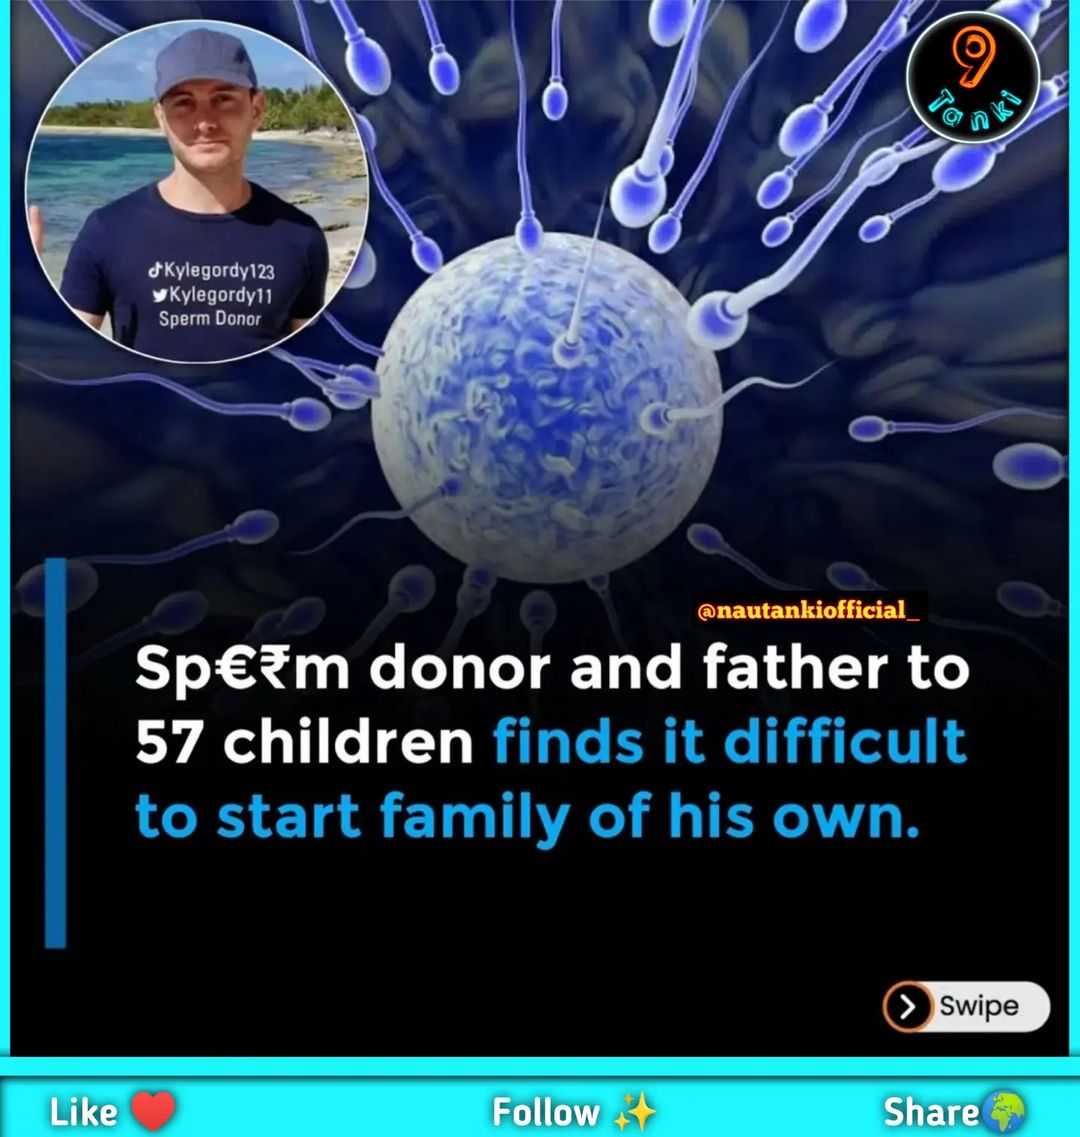 9
Tanki
Kylegordy123
Kylegordy11
Sperm Donor
@nautankiofficial_
Sp€₹m donor and father to
57 children finds it difficult
to start family of his own.
Swipe
Like ❤️ Follow ✨ Share🌍